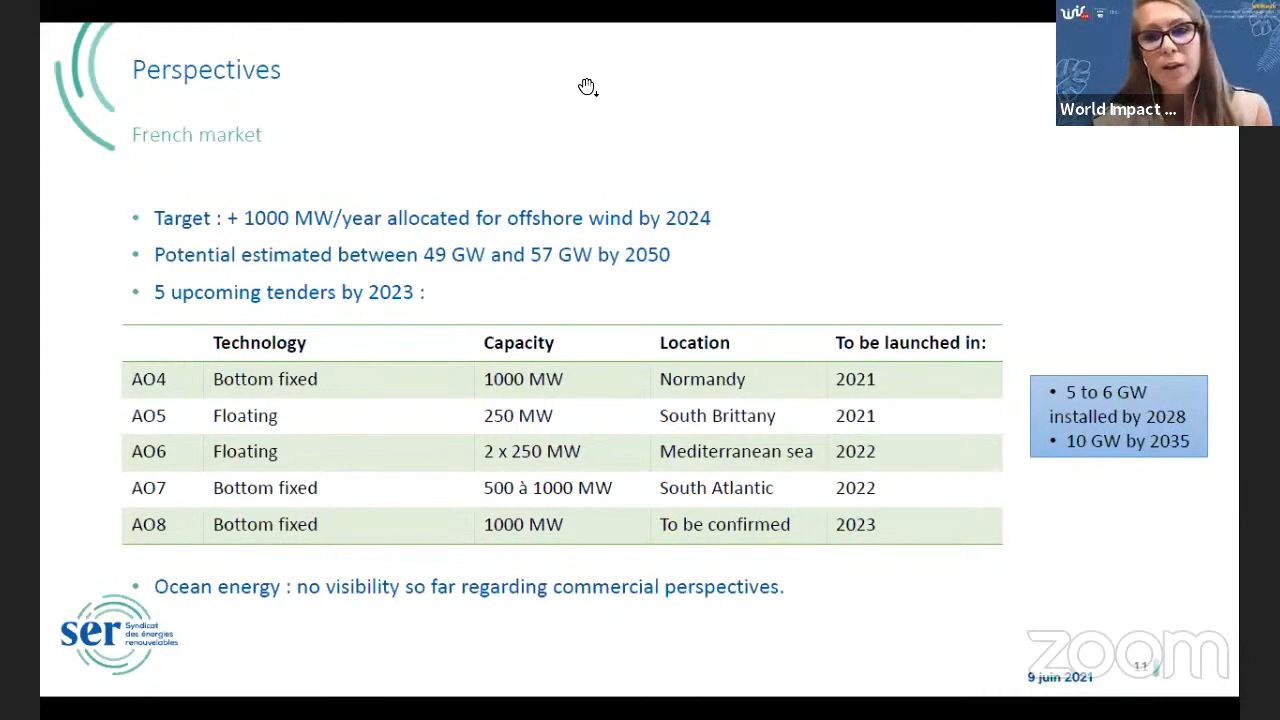 Perspectives
French market
• Target : + 1000 MW/year allocated for offshore wind by 2024
• Potential estimated between 49 GW and 57 GW by 2050
• 5 upcoming tenders by 2023 :
Technology Capacity Location To be launched in:
AO4 Bottom fixed 1000 MW Normandy 2021
AO5 Floating 250 MW South Brittany 2021
AO6 Floating 2 x 250 MW Mediterranean sea 2022
AO7 Bottom fixed 500 à 1000 MW South Atlantic 2022
AO8 Bottom fixed 1000 MW To be confirmed 2023
• 5 to 6 GW
installed by 2028
• 10 GW by 2035
• Ocean energy : no visibility so far regarding commercial perspectives.
ser Syndicat
des énergies
renouvelables
zoom
11
9 juin 2021
World Impact ...